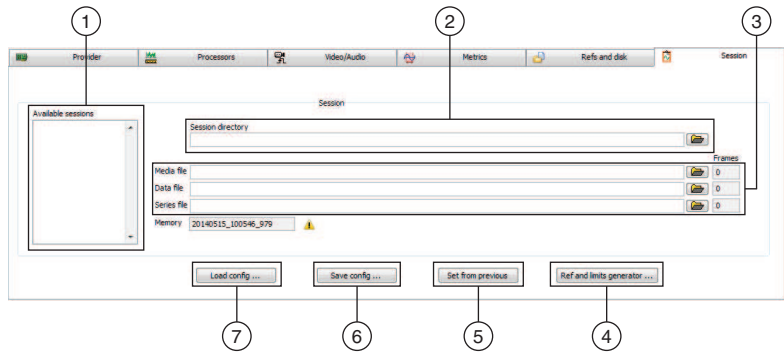 1
2
3
Provider
Processors
Video/Audio
Metrics
Refs and disk
Session
Session
Available sessions
Session directory
Frames
Media file
0
Data file
0
Series file
0
Memory 20140515_100546_979
Load config ...
Save config ...
Set from previous
Ref and limits generator ...
7
6
5
4